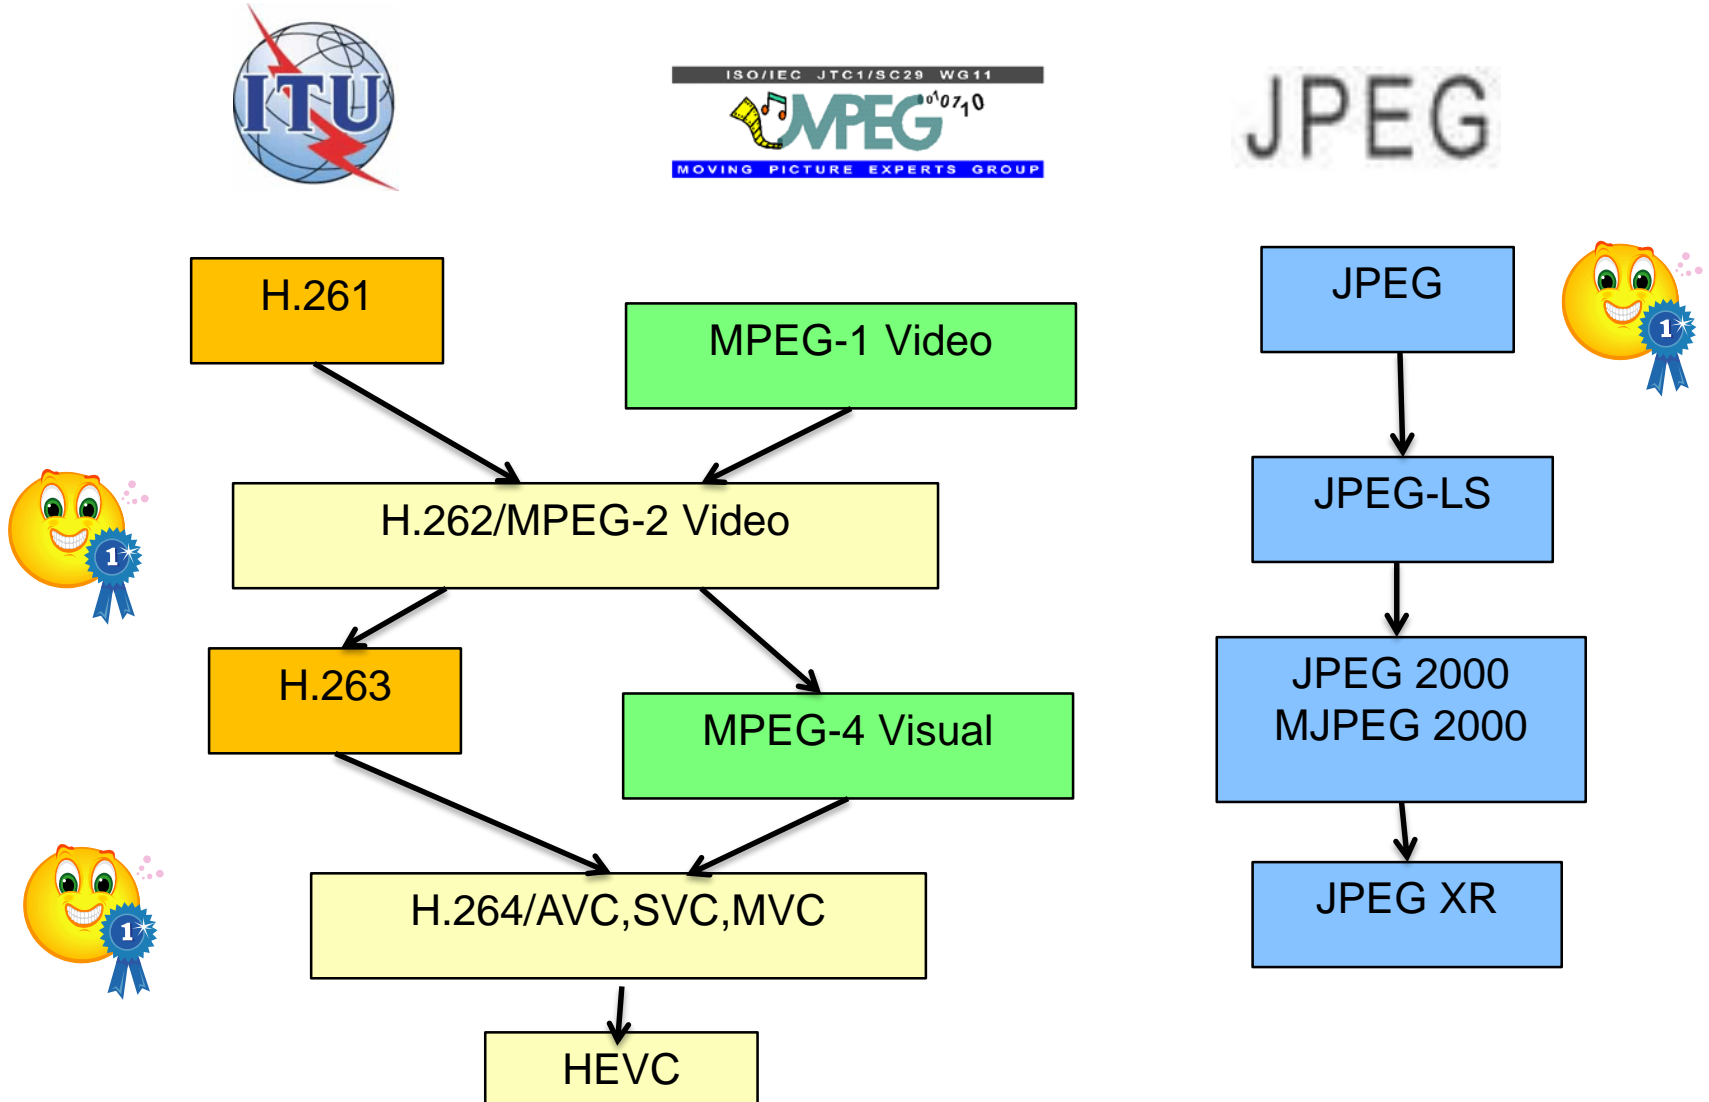 ITU
ISO/IEC JTC1/SC29 WG11
MPEG
MOVING PICTURE EXPERTS GROUP
JPEG
H.261
MPEG-1 Video
JPEG
1
H.262/MPEG-2 Video
1
JPEG-LS
H.263
MPEG-4 Visual
JPEG 2000
MJPEG 2000
H.264/AVC,SVC,MVC
1
JPEG XR
HEVC